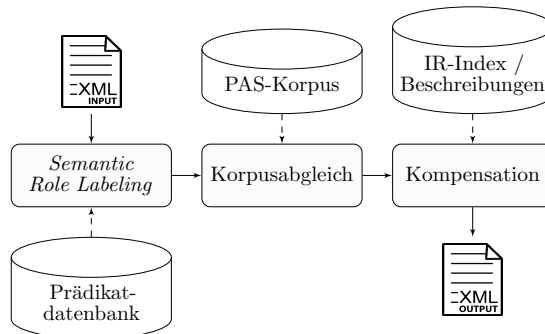 XML
INPUT
PAS-Korpus
IR-Index /
Beschreibungen
Semantic
Role Labeling
Korpusabgleich
Kompensation
Prädikat-
datenbank
XML
OUTPUT